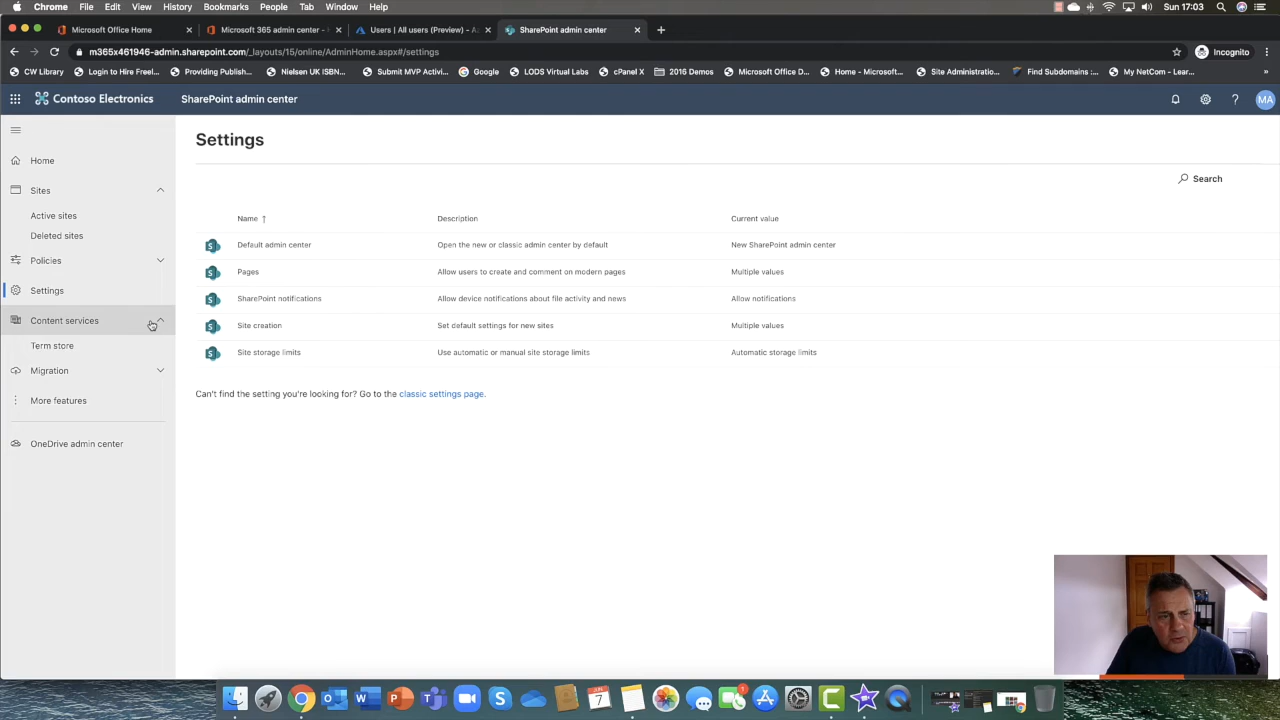 Chrome File Edit View History Bookmarks People Tab Window Help
Sun 17:03
Microsoft Office Home
Microsoft 365 admin center -
Users | All users (Preview) - A
SharePoint admin center
m365x461946-admin.sharepoint.com/_layouts/15/online/AdminHome.aspx#/settings
Incognito
CW Library
Login to Hire Freel...
Providing Publish...
Nielsen UK ISBN...
Submit MVP Activi...
Google
LODS Virtual Labs
cPanel X
2016 Demos
Microsoft Office D...
Home - Microsoft...
Site Administratio...
Find Subdomains :...
My NetCom - Lear...
»
Contoso Electronics
SharePoint admin center
? MA
Settings
Home
Sites
Active sites
Deleted sites
Policies
Settings
Content services
Term store
Migration
More features
OneDrive admin center
Search
Name ↑ Description Current value
Default admin center Open the new or classic admin center by default New SharePoint admin center
Pages Allow users to create and comment on modern pages Multiple values
SharePoint notifications Allow device notifications about file activity and news Allow notifications
Site creation Set default settings for new sites Multiple values
Site storage limits Use automatic or manual site storage limits Automatic storage limits
Can't find the setting you're looking for? Go to the classic settings page.
JUN
7
1